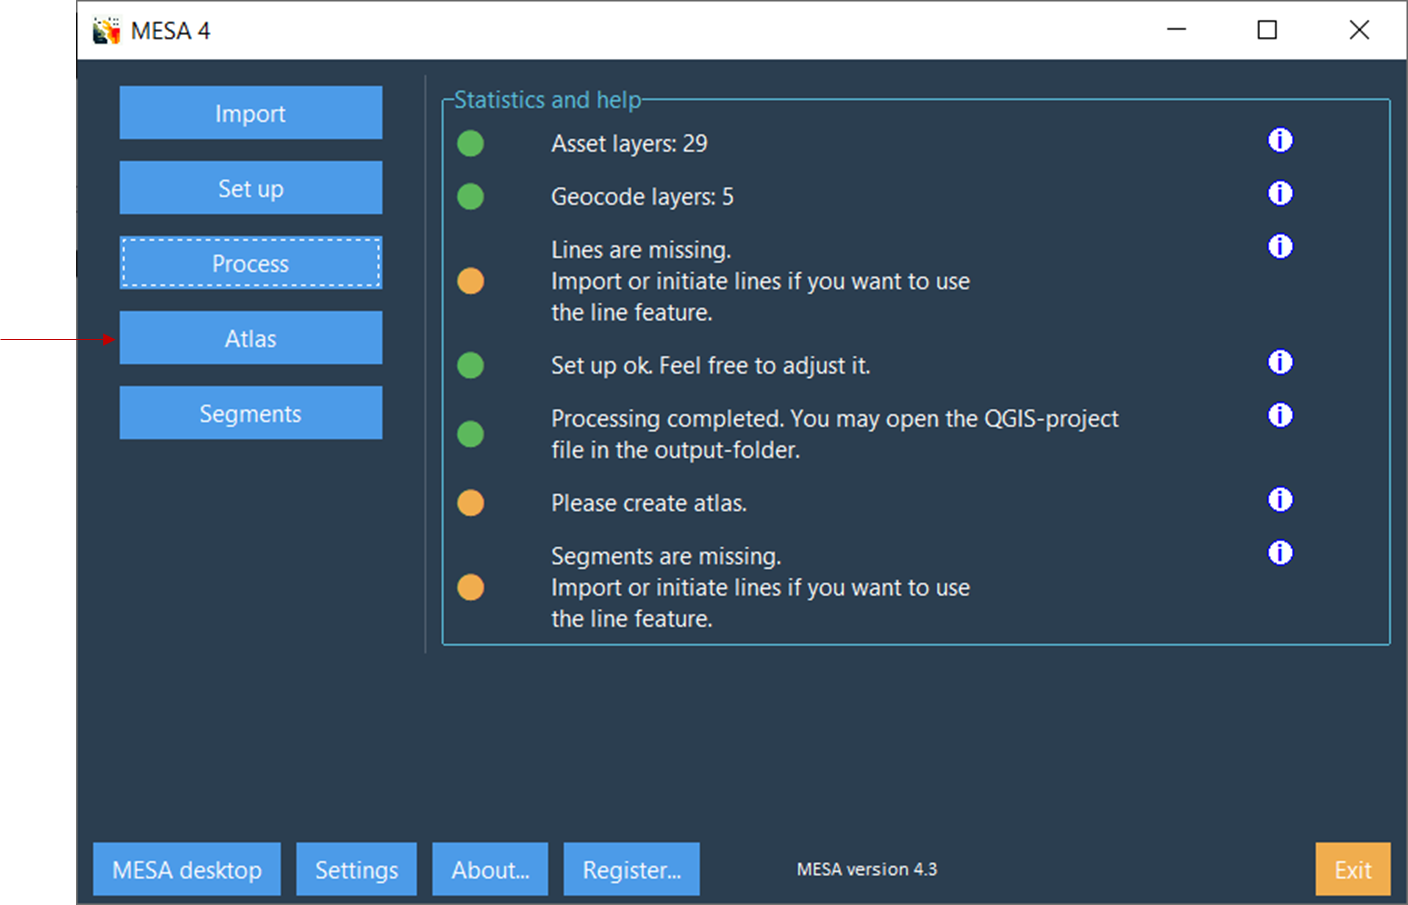 MESA 4
Import
Set up
Process
Atlas
Segments
Statistics and help
Asset layers: 29
Geocode layers: 5
Lines are missing.
Import or initiate lines if you want to use
the line feature.
Set up ok. Feel free to adjust it.
Processing completed. You may open the QGIS-project
file in the output-folder.
Please create atlas.
Segments are missing.
Import or initiate lines if you want to use
the line feature.
MESA desktop
Settings
About...
Register...
MESA version 4.3
Exit